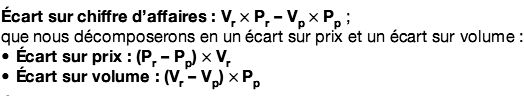 Écart sur chiffre d’affaires : Vr × Pr – Vp × Pp ;
que nous décomposerons en un écart sur prix et un écart sur volume :
• Écart sur prix : (Pr – Pp) × Vr
• Écart sur volume : (Vr – Vp) × Pp